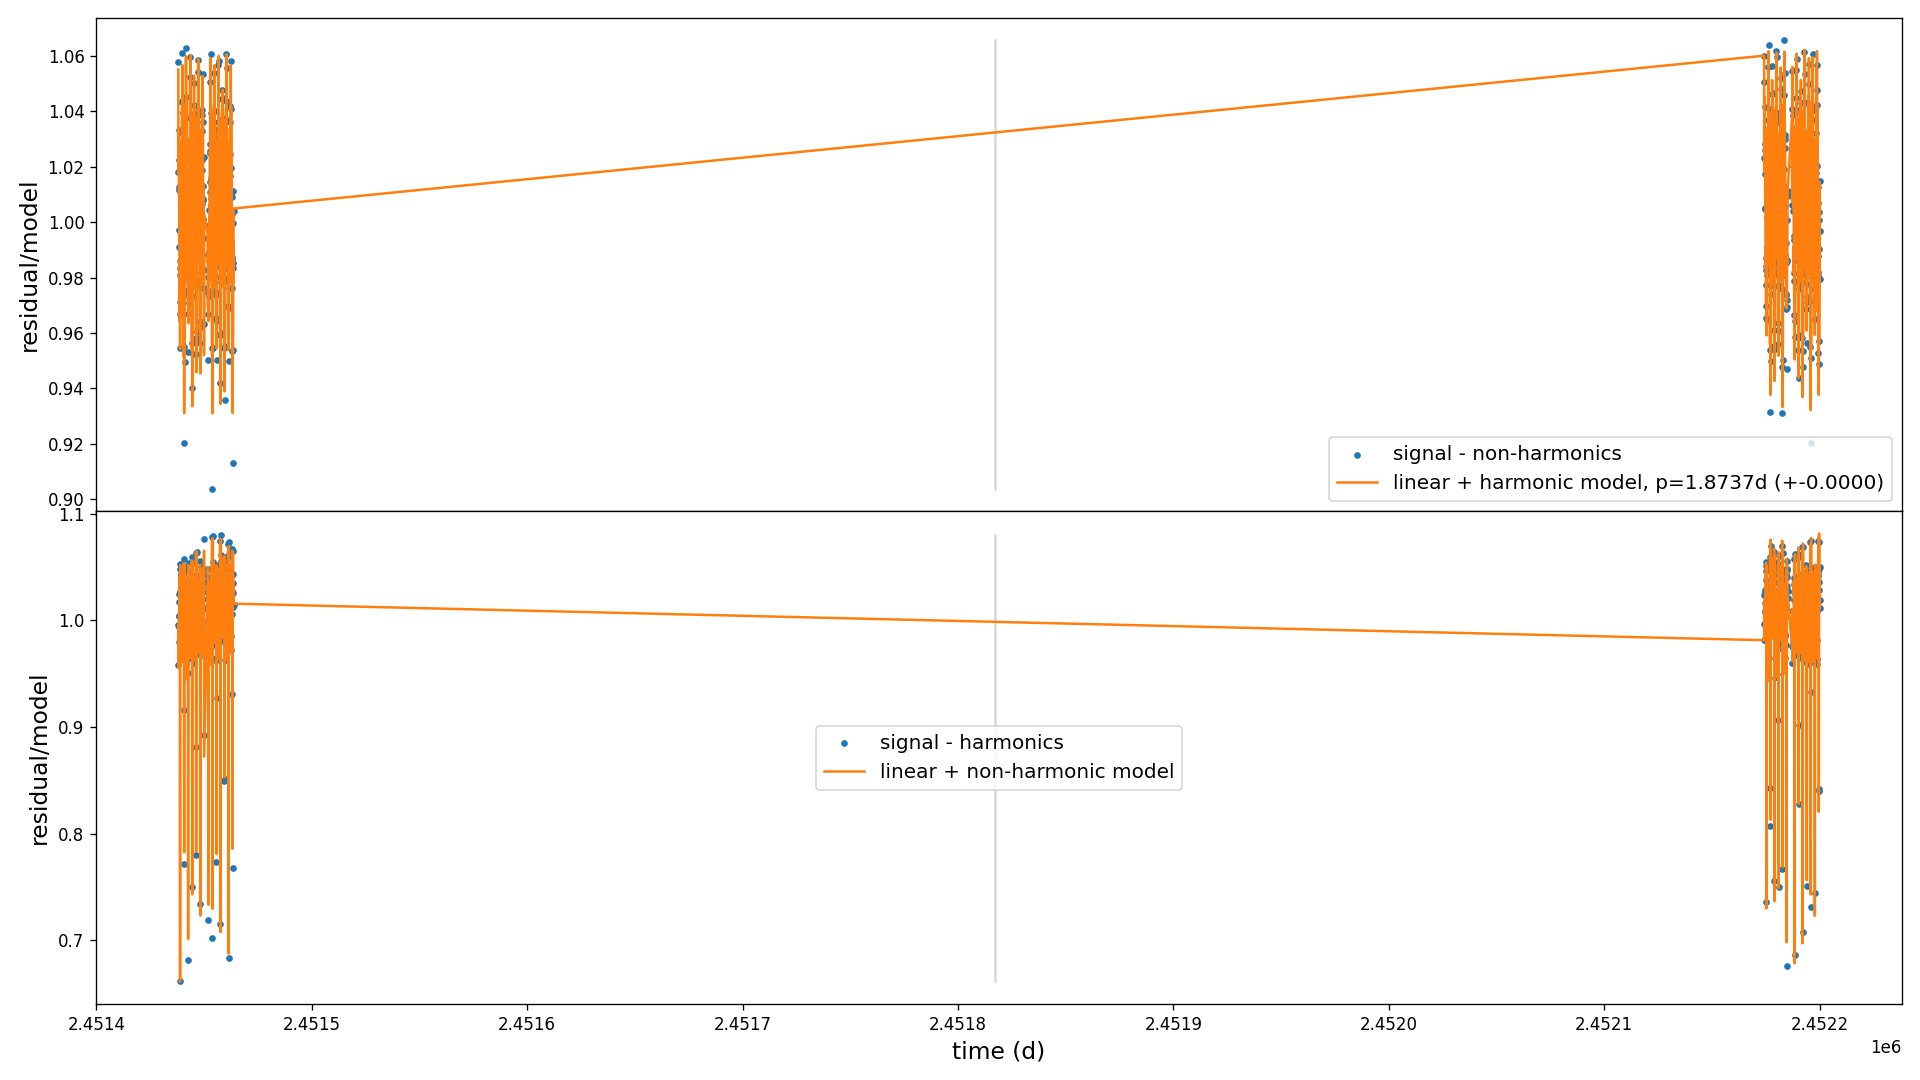 1.06
1.04
1.02
1.00
0.98
0.96
0.94
0.92
0.90
residual/model
signal - non-harmonics
linear + harmonic model, p=1.8737d (+-0.0000)
1.1
1.0
0.9
0.8
0.7
residual/model
signal - harmonics
linear + non-harmonic model
2.4514 2.4515 2.4516 2.4517 2.4518 2.4519 2.4520 2.4521 2.4522
time (d)
1e6